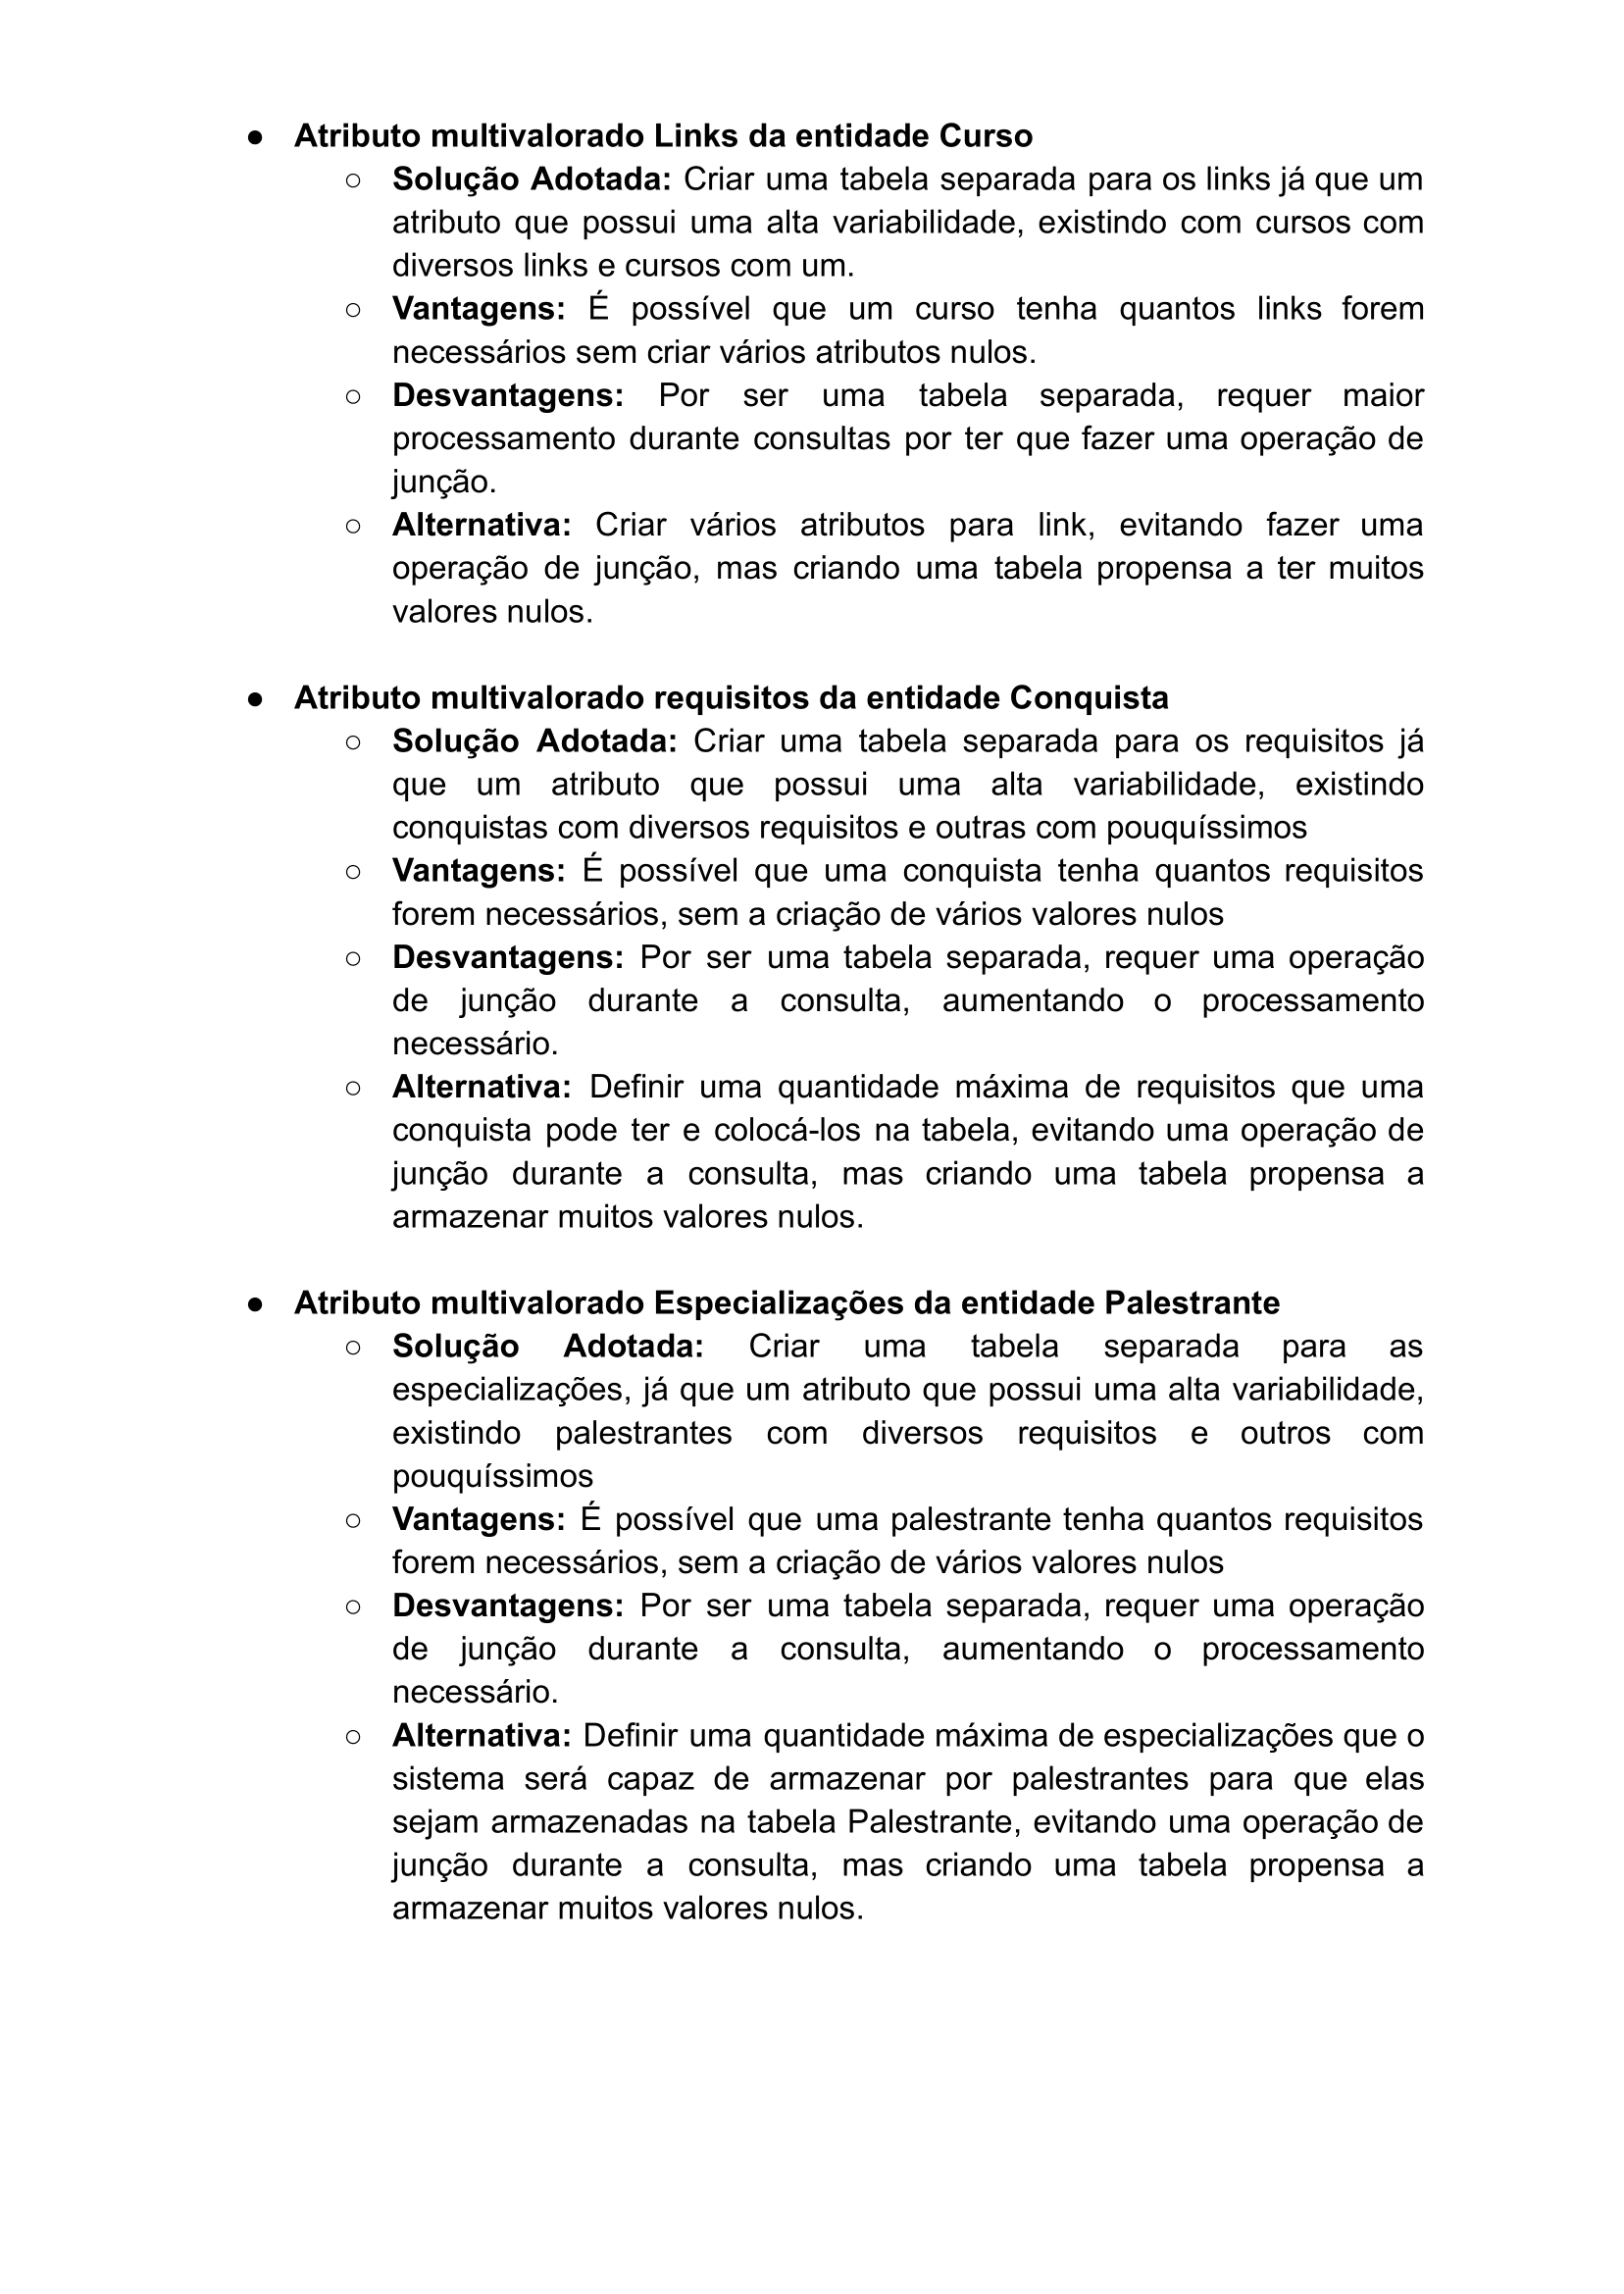 ● Atributo multivalorado Links da entidade Curso
○ Solução Adotada: Criar uma tabela separada para os links já que um
atributo que possui uma alta variabilidade, existindo com cursos com
diversos links e cursos com um.
○ Vantagens: É possível que um curso tenha quantos links forem
necessários sem criar vários atributos nulos.
○ Desvantagens: Por ser uma tabela separada, requer maior
processamento durante consultas por ter que fazer uma operação de
junção.
○ Alternativa: Criar vários atributos para link, evitando fazer uma
operação de junção, mas criando uma tabela propensa a ter muitos
valores nulos.
● Atributo multivalorado requisitos da entidade Conquista
○ Solução Adotada: Criar uma tabela separada para os requisitos já
que um atributo que possui uma alta variabilidade, existindo
conquistas com diversos requisitos e outras com pouquíssimos
○ Vantagens: É possível que uma conquista tenha quantos requisitos
forem necessários, sem a criação de vários valores nulos
○ Desvantagens: Por ser uma tabela separada, requer uma operação
de junção durante a consulta, aumentando o processamento
necessário.
○ Alternativa: Definir uma quantidade máxima de requisitos que uma
conquista pode ter e colocá-los na tabela, evitando uma operação de
junção durante a consulta, mas criando uma tabela propensa a
armazenar muitos valores nulos.
● Atributo multivalorado Especializações da entidade Palestrante
○ Solução Adotada: Criar uma tabela separada para as
especializações, já que um atributo que possui uma alta variabilidade,
existindo palestrantes com diversos requisitos e outros com
pouquíssimos
○ Vantagens: É possível que uma palestrante tenha quantos requisitos
forem necessários, sem a criação de vários valores nulos
○ Desvantagens: Por ser uma tabela separada, requer uma operação
de junção durante a consulta, aumentando o processamento
necessário.
○ Alternativa: Definir uma quantidade máxima de especializações que o
sistema será capaz de armazenar por palestrantes para que elas
sejam armazenadas na tabela Palestrante, evitando uma operação de
junção durante a consulta, mas criando uma tabela propensa a
armazenar muitos valores nulos.